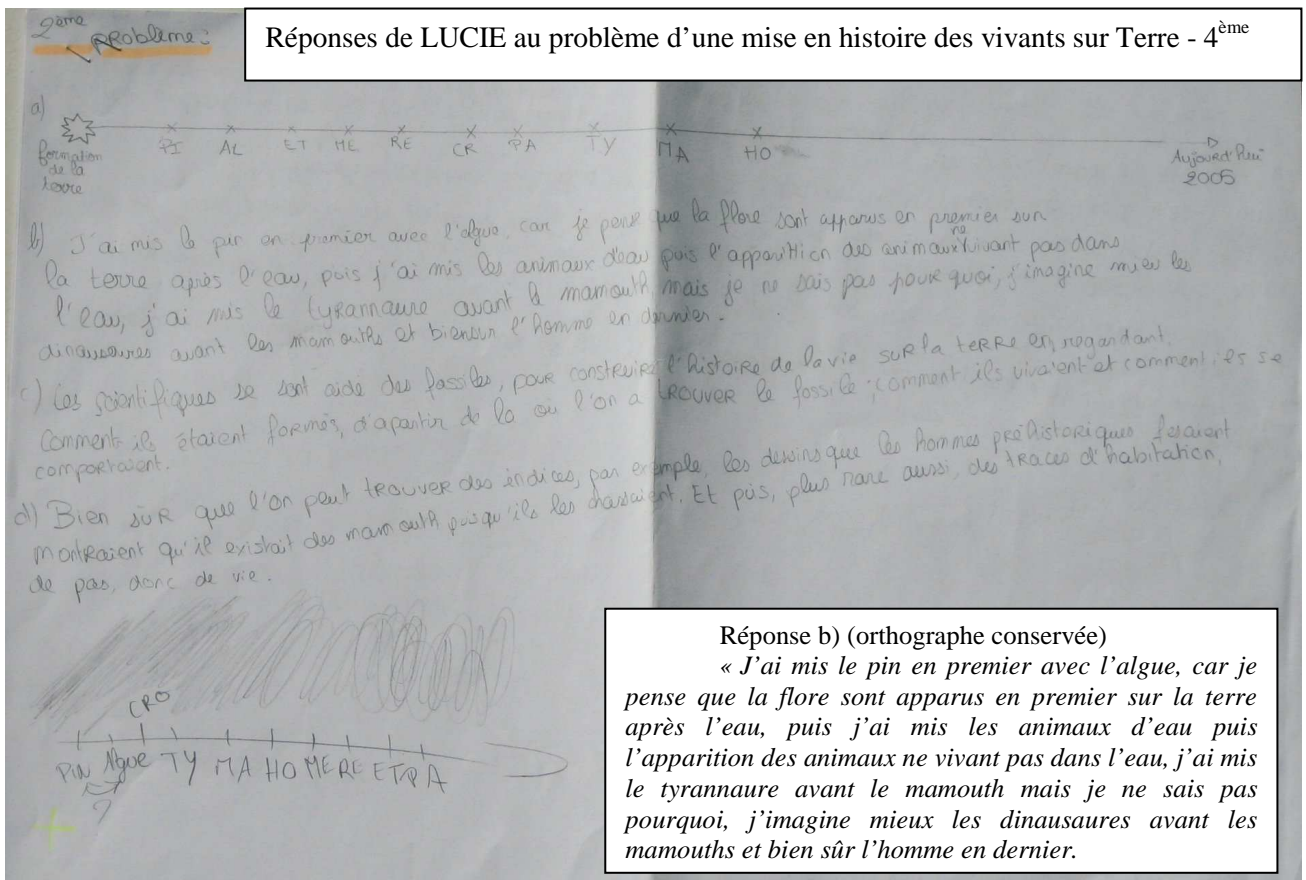 2ème
problème :
Réponses de LUCIE au problème d'une mise en histoire des vivants sur Terre - 4ème
a)
formation
de la
terre
PI AL ET ME RE CR PA TY MA HO
Aujourd'hui
2005
b) J'ai mis le pin en premier avec l'algue, car je pense que la flore sont apparus en premier sur
la terre après l'eau, puis j'ai mis les animaux d'eau puis l'apparittion des animaux ne vivant pas dans
l'eau, j'ai mis le tyrannaure avant le mamouth mais je ne sais pas pourquoi, j'imagine mieu les
dinausaures avant les mamouths et biensur l'homme en dernier.
c) Les scientifiques se sont aidé des fossiles, pour construire l'histoire de la vie sur la terre en regardant
comment ils étaient formés, d'apartir de la où l'on a trouver le fossile ; comment ils vivaient et comment ils se
comportaient.
d) Bien sûr que l'on peut trouver des indices, par exemple, les dessins que les hommes préhistoriques fesaient
montraient qu'il existait des mamouth puisqu'ils les chassaient. Et puis, plus rare aussi, des traces d'habitation,
de pas, donc de vie.
CRO
PIN Algue TY MA HO ME RE ET PA
?
Réponse b) (orthographe conservée)
« J'ai mis le pin en premier avec l'algue, car je
pense que la flore sont apparus en premier sur la terre
après l'eau, puis j'ai mis les animaux d'eau puis
l'apparition des animaux ne vivant pas dans l'eau, j'ai mis
le tyrannaure avant le mamouth mais je ne sais pas
pourquoi, j'imagine mieux les dinausaures avant les
mamouths et bien sûr l'homme en dernier.